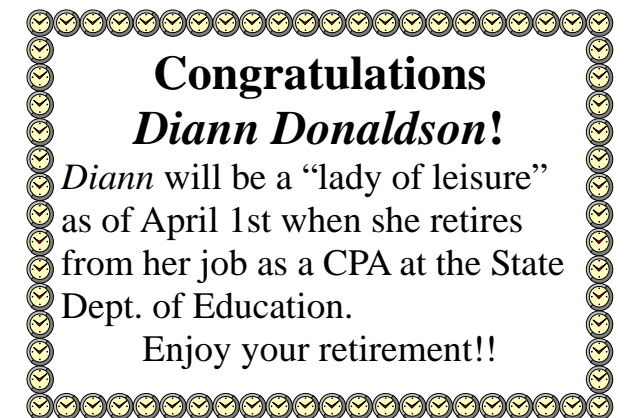 Congratulations
Diann Donaldson!
Diann will be a “lady of leisure”
as of April 1st when she retires
from her job as a CPA at the State
Dept. of Education.
Enjoy your retirement!!